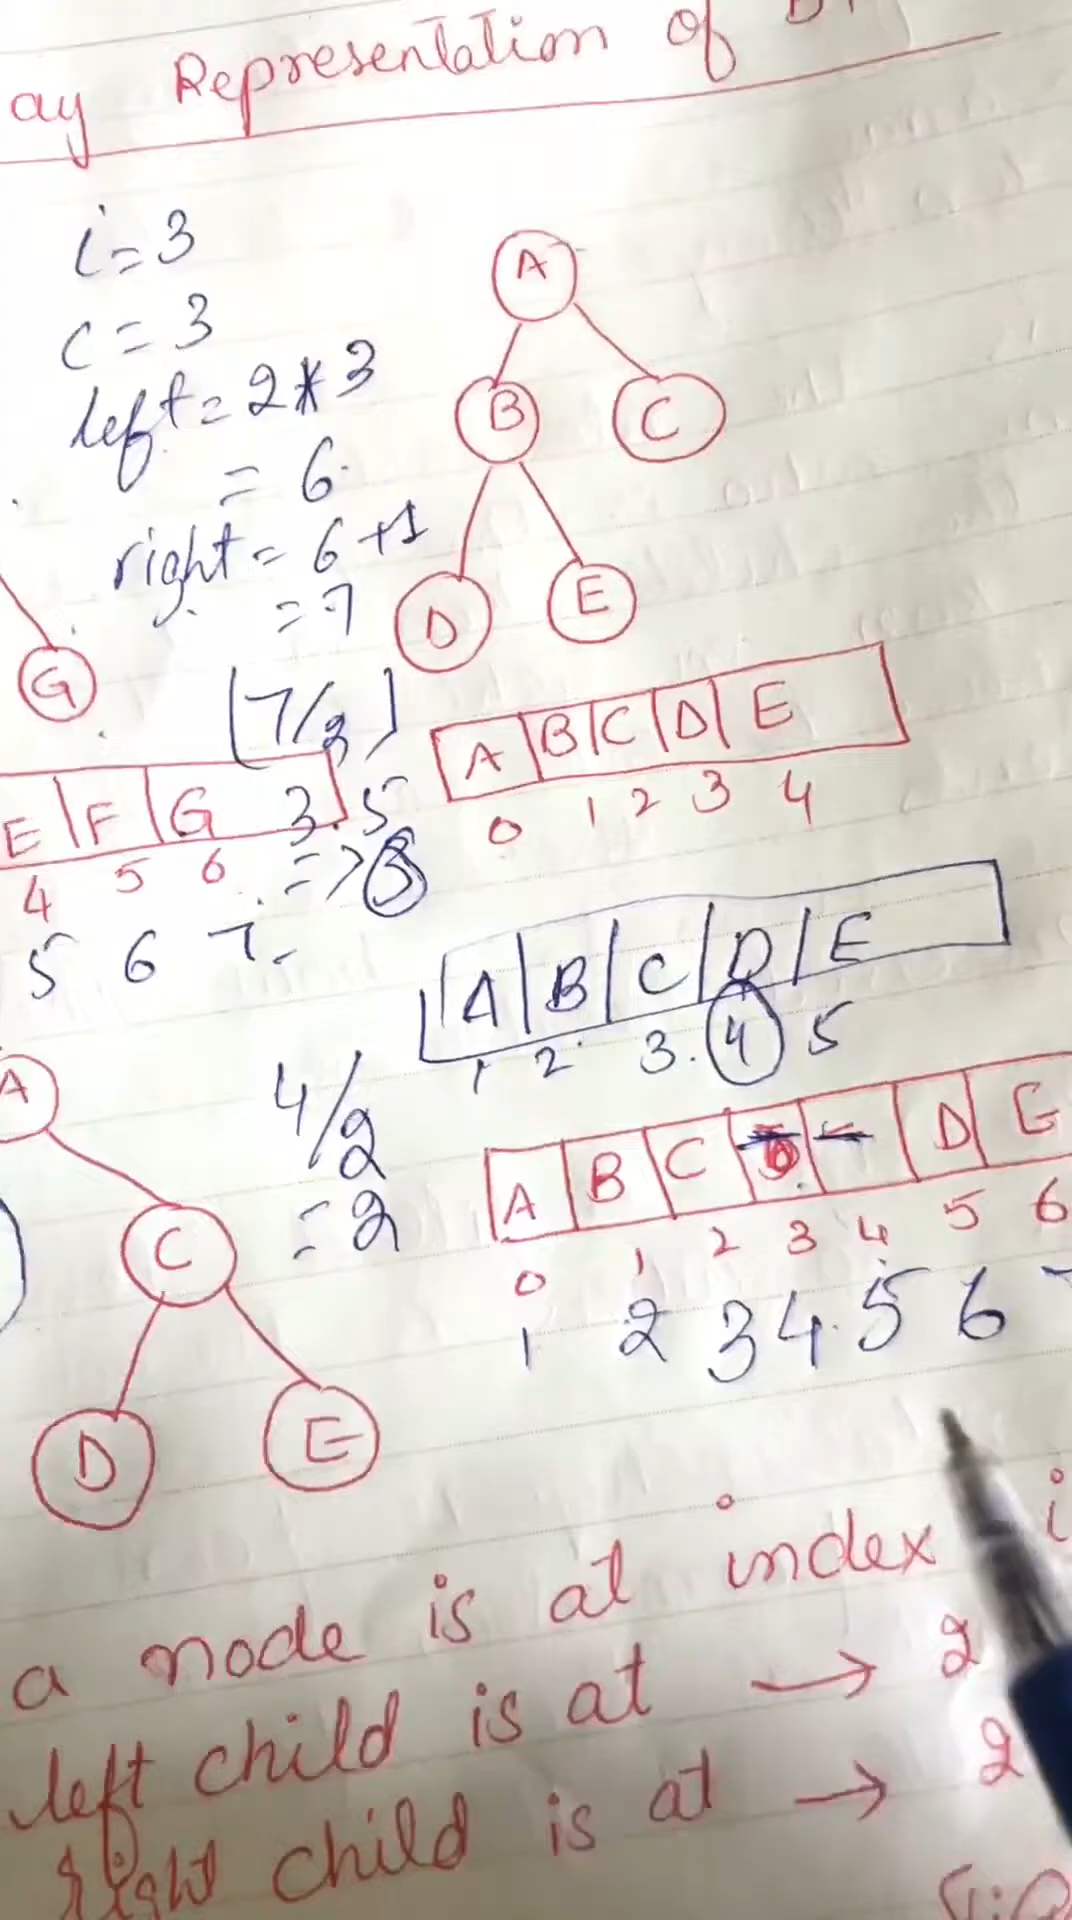 ay Representation of
i=3
c=3
left=2*3
=6
right=6+1
=7
A
B C
D E
G
[7/2]
3.5
=>3
A B C D E
0 1 2 3 4
E F G
4 5 6
5 6 7
A B C D E
1 2 3 4 5
4/2
=2
A
C
D E
A B C - - D E
0 1 2 3 4 5 6
1 2 3 4 5 6 7
a node is at index i
left child is at → 2
right child is at → 2